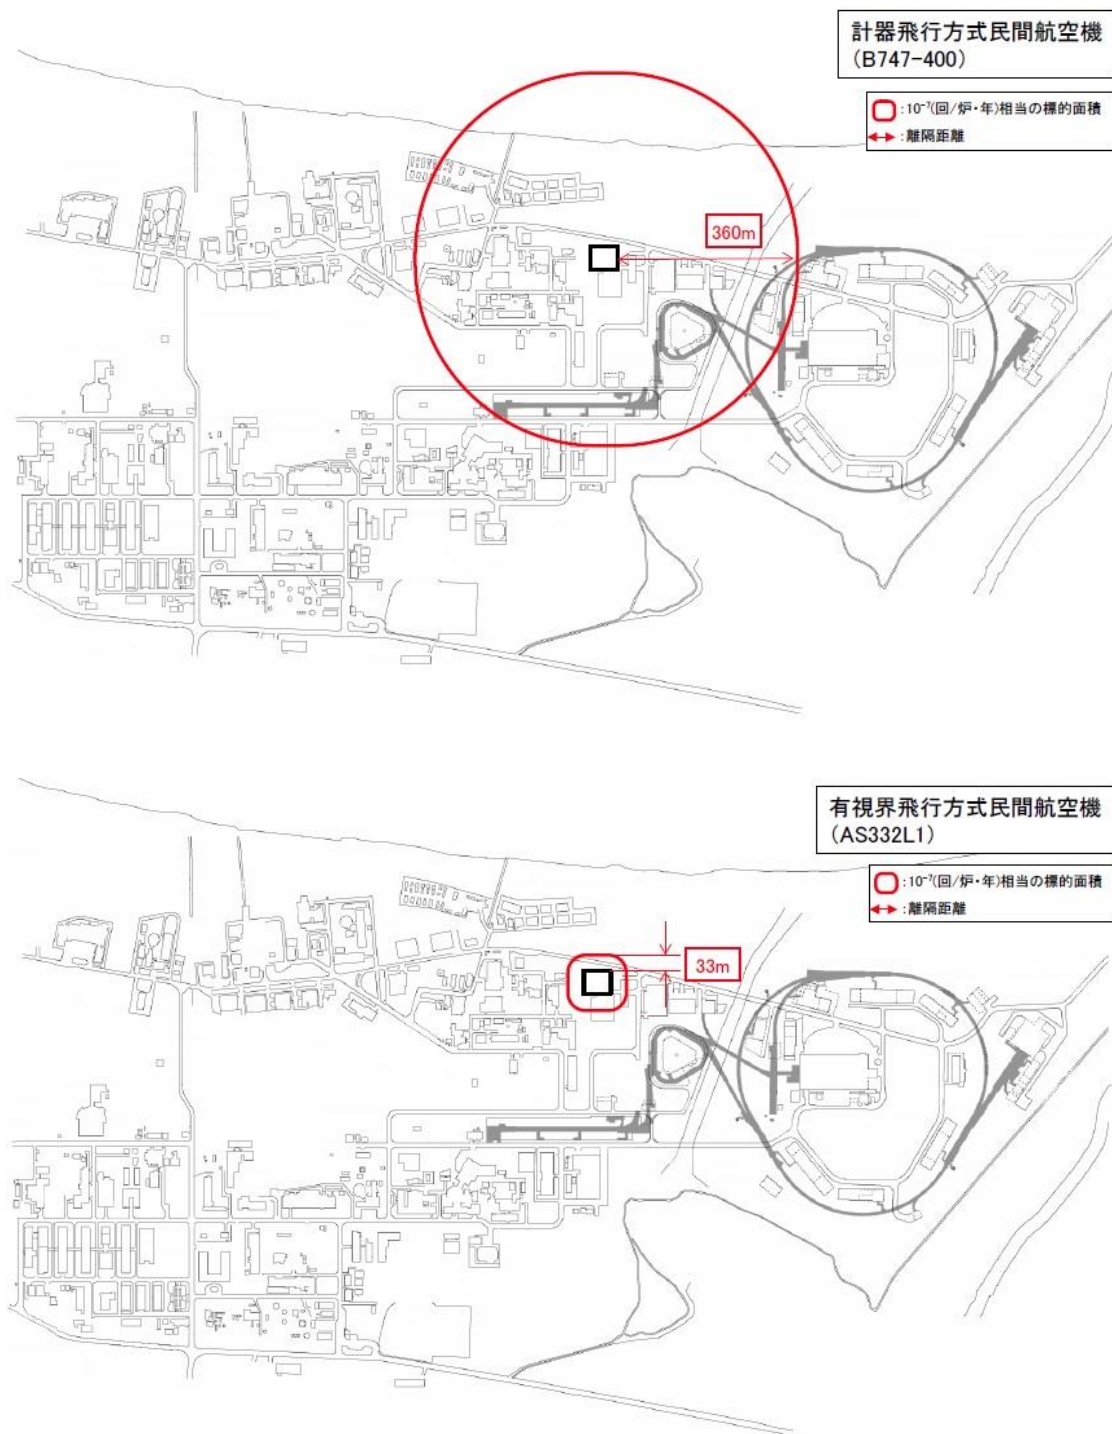 計器飛行方式民間航空機
(B747-400)
:10⁻⁷(回/炉・年)相当の標的面積
:離隔距離
360m
有視界飛行方式民間航空機
(AS332L1)
:10⁻⁷(回/炉・年)相当の標的面積
:離隔距離
33m